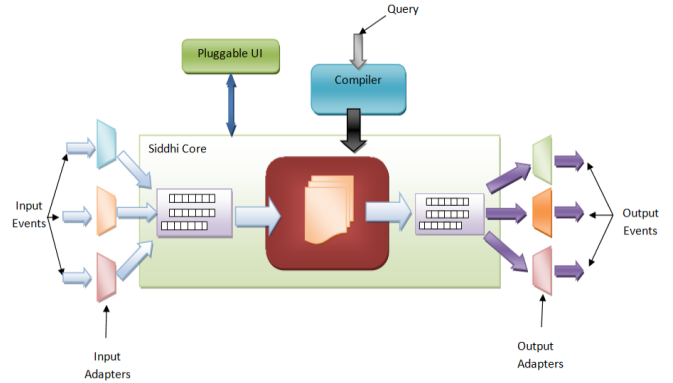 Query
Pluggable UI
Compiler
Siddhi Core
Input
Events
Output
Events
Input
Adapters
Output
Adapters